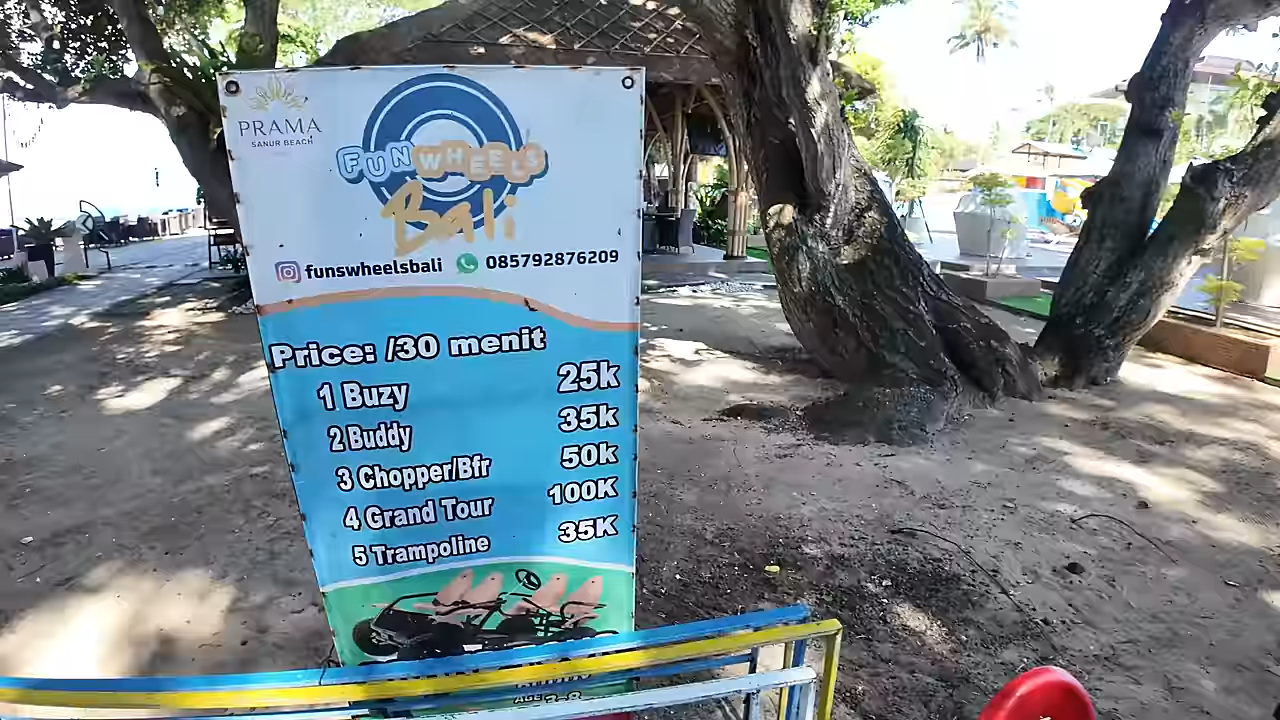 PRAMA
SANUR BEACH
FUN WHEELS
Bali
funswheelsbali 085792876209
Price: /30 menit
1 Buzy 25k
2 Buddy 35k
3 Chopper/Bfr 50k
4 Grand Tour 100K
5 Trampoline 35K